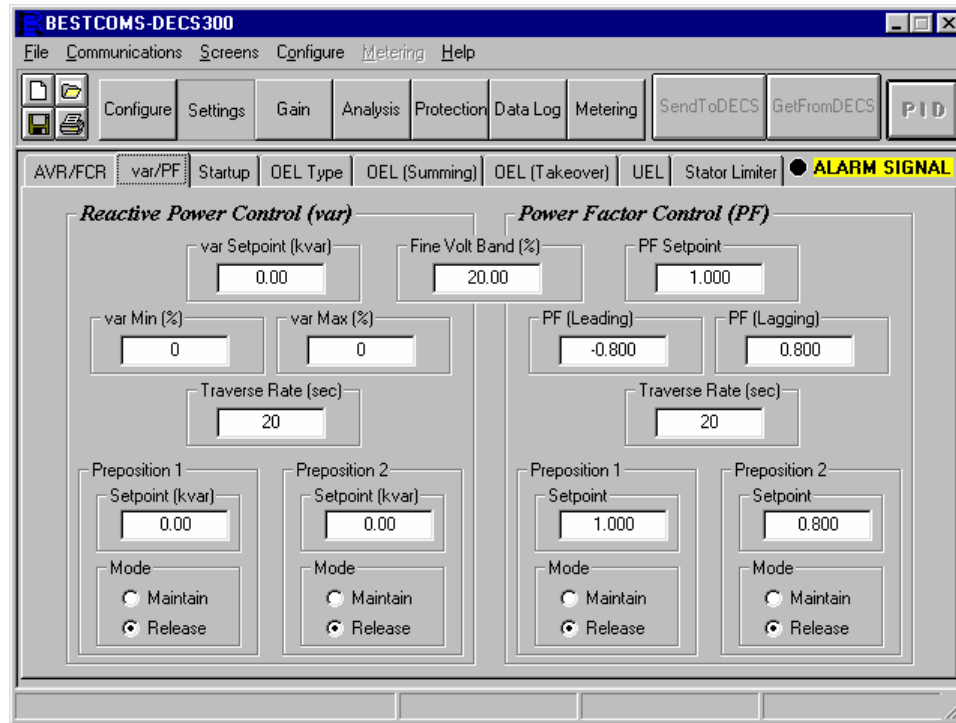 BESTCOMS-DECS300
File Communications Screens Configure Metering Help
Configure Settings Gain Analysis Protection Data Log Metering SendToDECS GetFromDECS PID
AVR/FCR var/PF Startup OEL Type OEL (Summing) OEL (Takeover) UEL Stator Limiter ALARM SIGNAL
Reactive Power Control (var) Power Factor Control (PF)
var Setpoint (kvar) Fine Volt Band (%) PF Setpoint
0.00 20.00 1.000
var Min (%) var Max (%) PF (Leading) PF (Lagging)
0 0 -0.800 0.800
Traverse Rate (sec) Traverse Rate (sec)
20 20
Preposition 1 Preposition 2 Preposition 1 Preposition 2
Setpoint (kvar) Setpoint (kvar) Setpoint Setpoint
0.00 0.00 1.000 0.800
Mode Mode Mode Mode
Maintain Maintain Maintain Maintain
Release Release Release Release